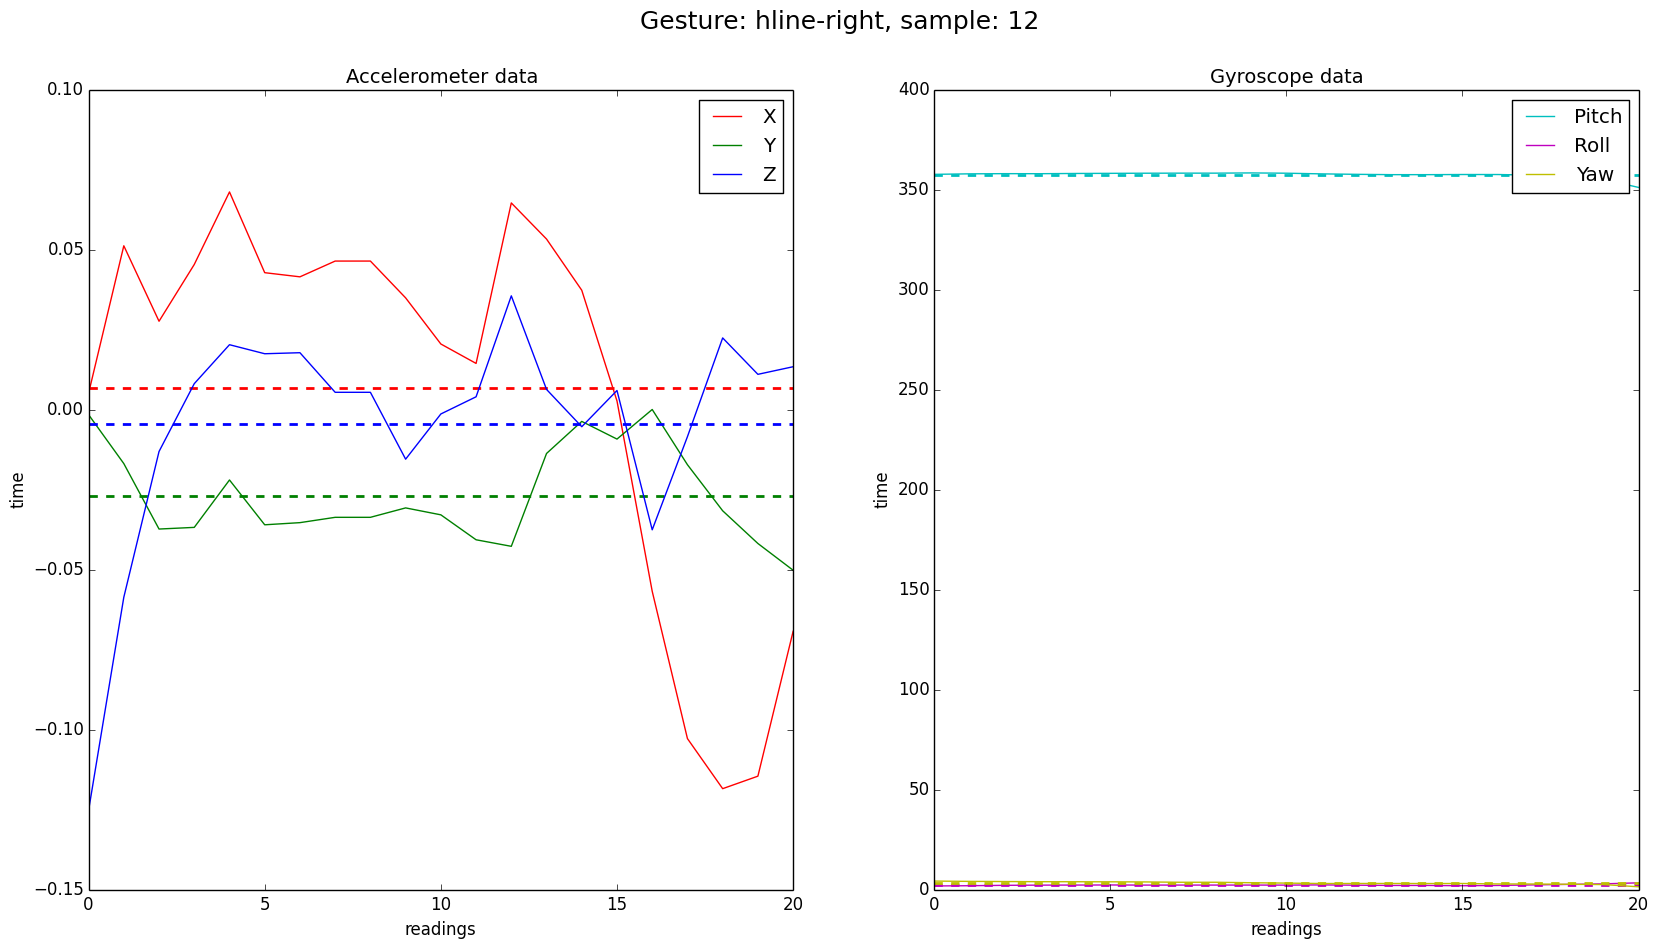 Gesture: hline-right, sample: 12
Accelerometer data
0.10
0.05
0.00
−0.05
−0.10
−0.15
time
X
Y
Z
0
5
10
15
20
readings
Gyroscope data
400
350
300
250
200
150
100
50
0
time
Pitch
Roll
Yaw
0
5
10
15
20
readings